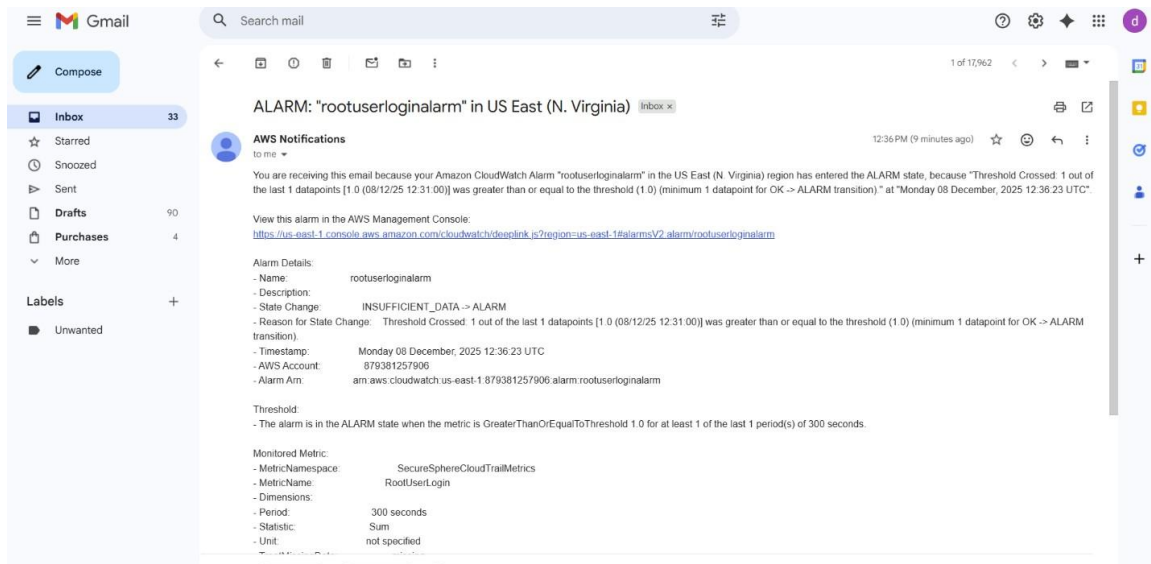 Gmail
Search mail
d
Compose
1 of 17,962
Inbox 33
Starred
Snoozed
Sent
Drafts 90
Purchases 4
More
Labels
Unwanted
ALARM: "rootuserloginalarm" in US East (N. Virginia) Inbox ×
AWS Notifications 12:36 PM (9 minutes ago)
to me
You are receiving this email because your Amazon CloudWatch Alarm "rootuserloginalarm" in the US East (N. Virginia) region has entered the ALARM state, because "Threshold Crossed: 1 out of
the last 1 datapoints [1.0 (08/12/25 12:31:00)] was greater than or equal to the threshold (1.0) (minimum 1 datapoint for OK -> ALARM transition)." at "Monday 08 December, 2025 12:36:23 UTC".
View this alarm in the AWS Management Console:
https://us-east-1.console.aws.amazon.com/cloudwatch/deeplink.js?region=us-east-1#alarmsV2:alarm/rootuserloginalarm
Alarm Details:
- Name: rootuserloginalarm
- Description:
- State Change: INSUFFICIENT_DATA -> ALARM
- Reason for State Change: Threshold Crossed: 1 out of the last 1 datapoints [1.0 (08/12/25 12:31:00)] was greater than or equal to the threshold (1.0) (minimum 1 datapoint for OK -> ALARM
transition).
- Timestamp: Monday 08 December, 2025 12:36:23 UTC
- AWS Account: 879381257906
- Alarm Arn: arn:aws:cloudwatch:us-east-1:879381257906:alarm:rootuserloginalarm
Threshold:
- The alarm is in the ALARM state when the metric is GreaterThanOrEqualToThreshold 1.0 for at least 1 of the last 1 period(s) of 300 seconds.
Monitored Metric:
- MetricNamespace: SecureSphereCloudTrailMetrics
- MetricName: RootUserLogin
- Dimensions:
- Period: 300 seconds
- Statistic: Sum
- Unit: not specified